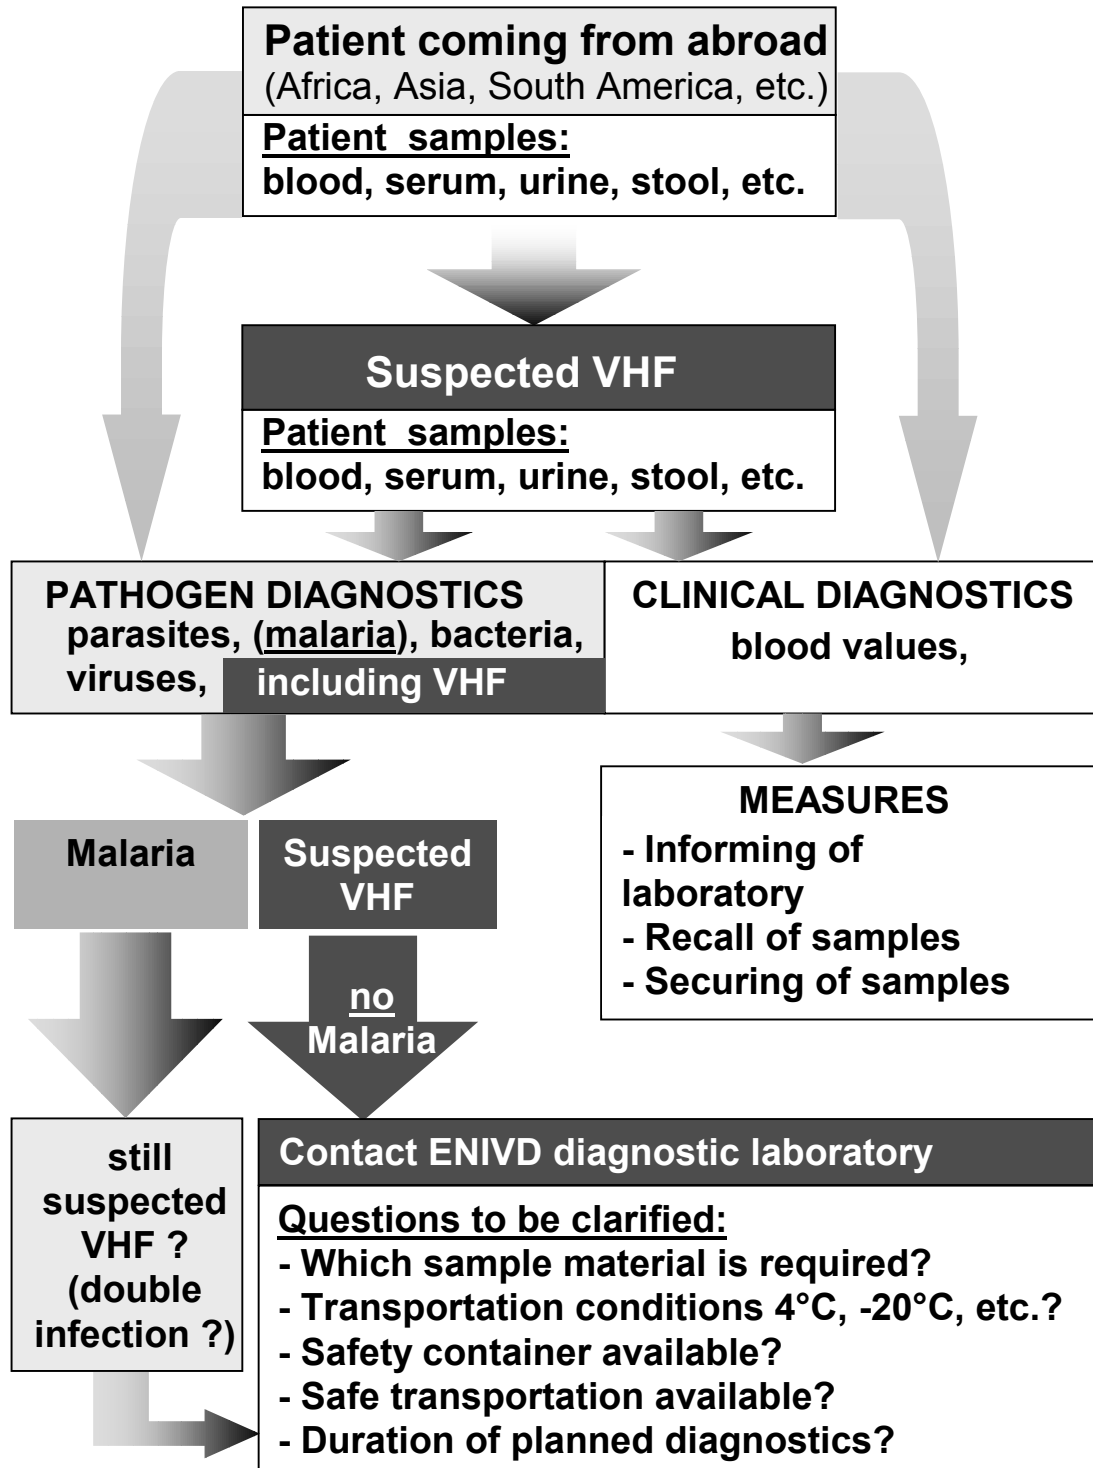 Patient coming from abroad
(Africa, Asia, South America, etc.)
Patient samples:
blood, serum, urine, stool, etc.
Suspected VHF
Patient samples:
blood, serum, urine, stool, etc.
PATHOGEN DIAGNOSTICS
parasites, (malaria), bacteria,
viruses, including VHF
CLINICAL DIAGNOSTICS
blood values,
MEASURES
- Informing of
laboratory
- Recall of samples
- Securing of samples
Malaria
Suspected
VHF
no
Malaria
still
suspected
VHF ?
(double
infection ?)
Contact ENIVD diagnostic laboratory
Questions to be clarified:
- Which sample material is required?
- Transportation conditions 4°C, -20°C, etc.?
- Safety container available?
- Safe transportation available?
- Duration of planned diagnostics?